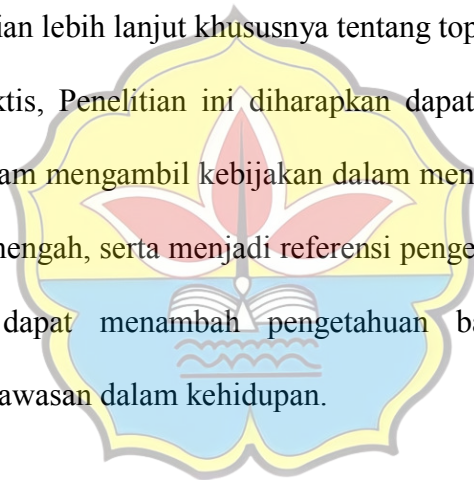 ian lebih lanjut khususnya tentang top
ktis, Penelitian ini diharapkan dapat
am mengambil kebijakan dalam men
nengah, serta menjadi referensi penge
dapat menambah pengetahuan ba
awasan dalam kehidupan.